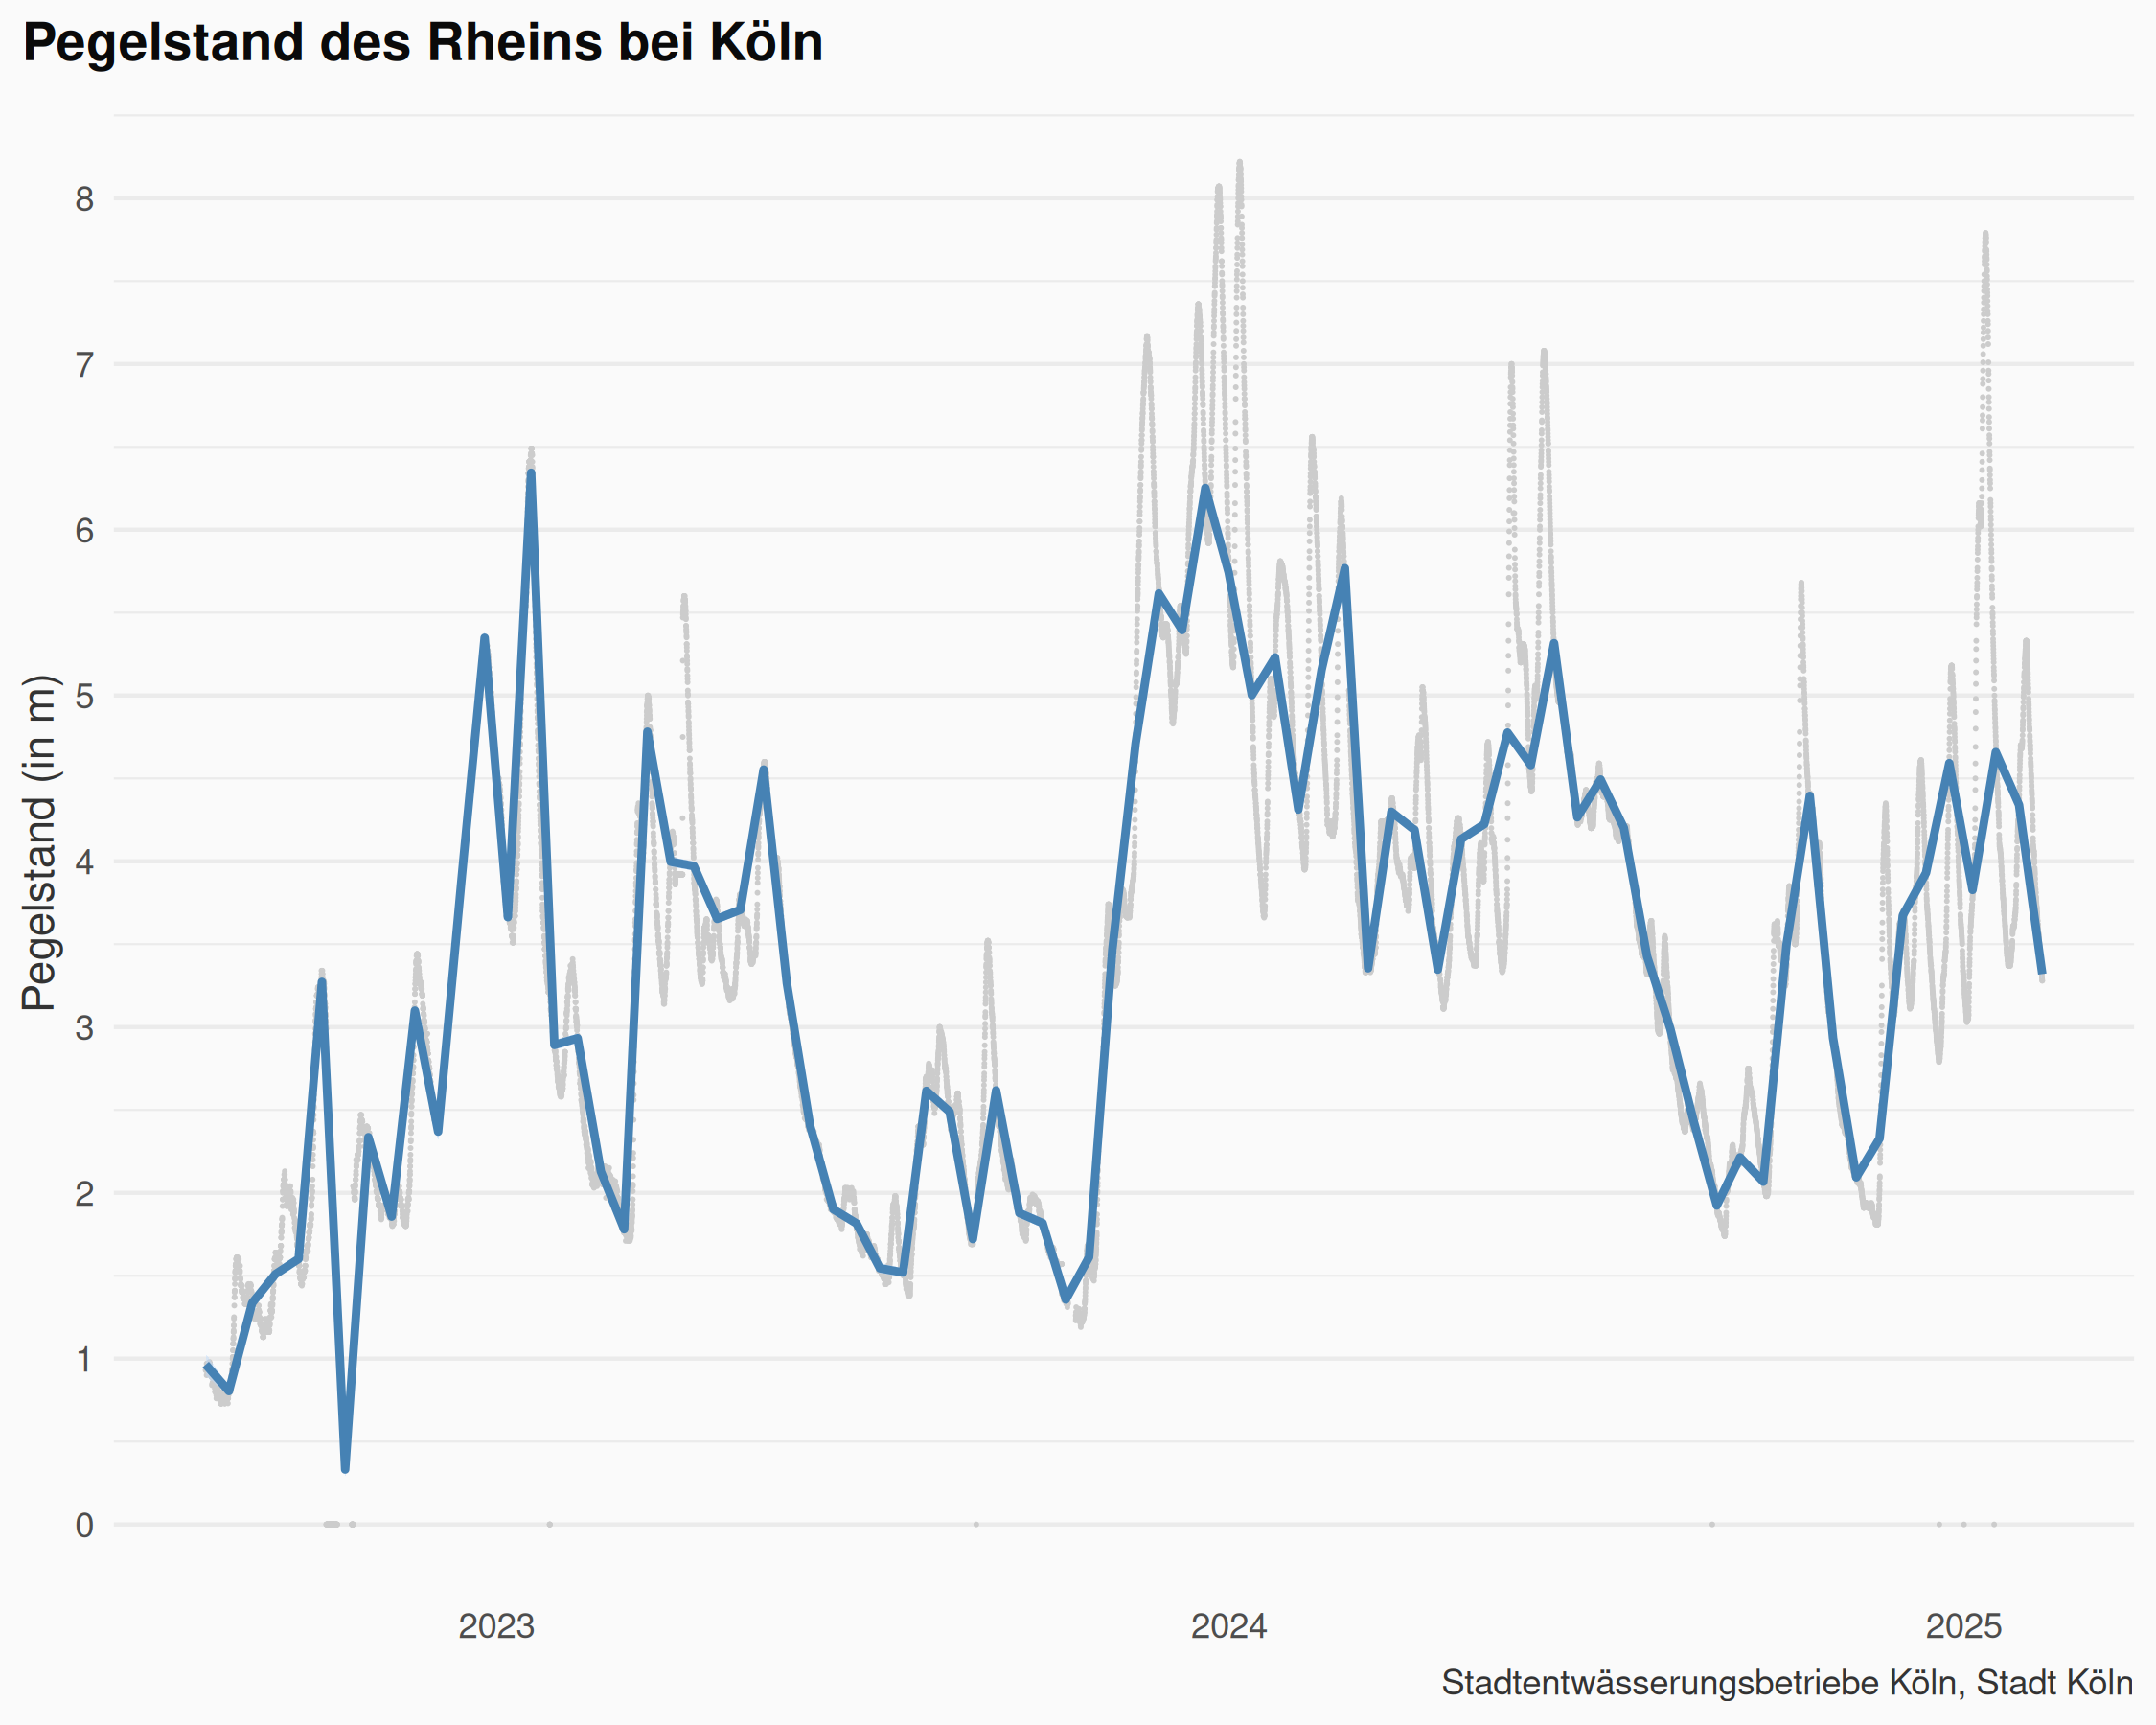 Pegelstand des Rheins bei Köln
Pegelstand (in m)
8
7
6
5
4
3
2
1
0
2023 2024 2025
Stadtentwässerungsbetriebe Köln, Stadt Köln